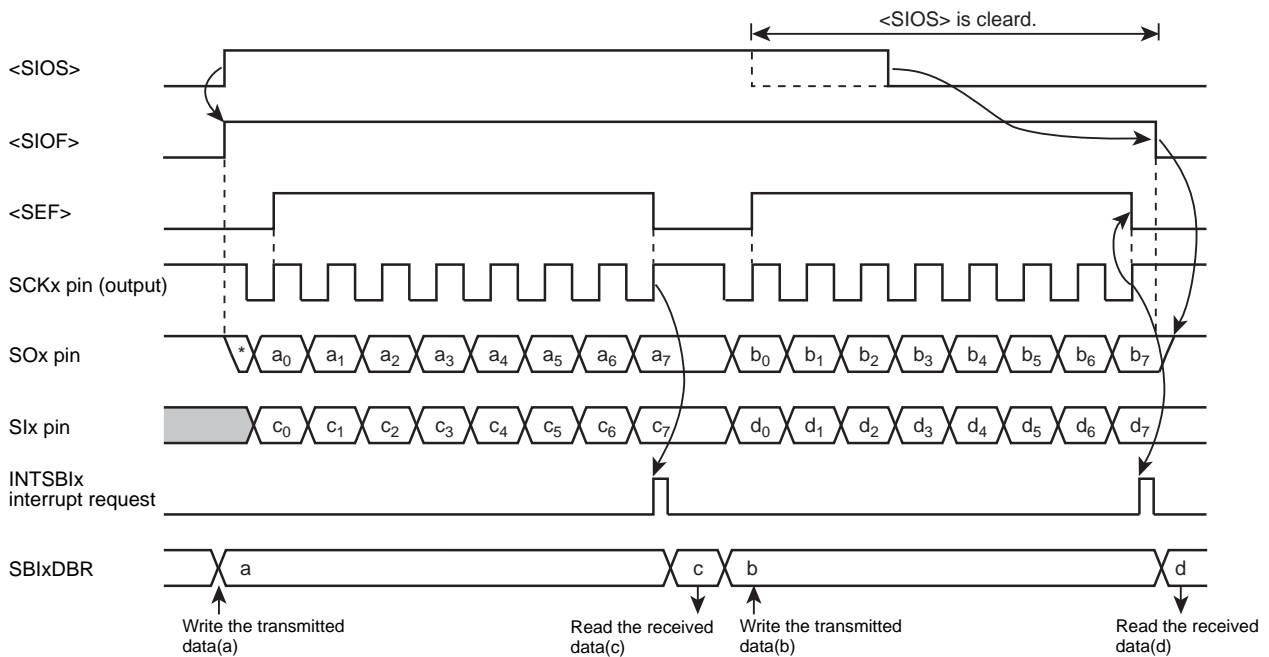 <SIOS> is cleard.
<SIOS>
<SIOF>
<SEF>
SCKx pin (output)
SOx pin
* a0 a1 a2 a3 a4 a5 a6 a7 b0 b1 b2 b3 b4 b5 b6 b7
SIx pin
c0 c1 c2 c3 c4 c5 c6 c7 d0 d1 d2 d3 d4 d5 d6 d7
INTSBIx
interrupt request
SBIxDBR
a c b d
Write the transmitted
data(a)
Read the received
data(c)
Write the transmitted
data(b)
Read the received
data(d)